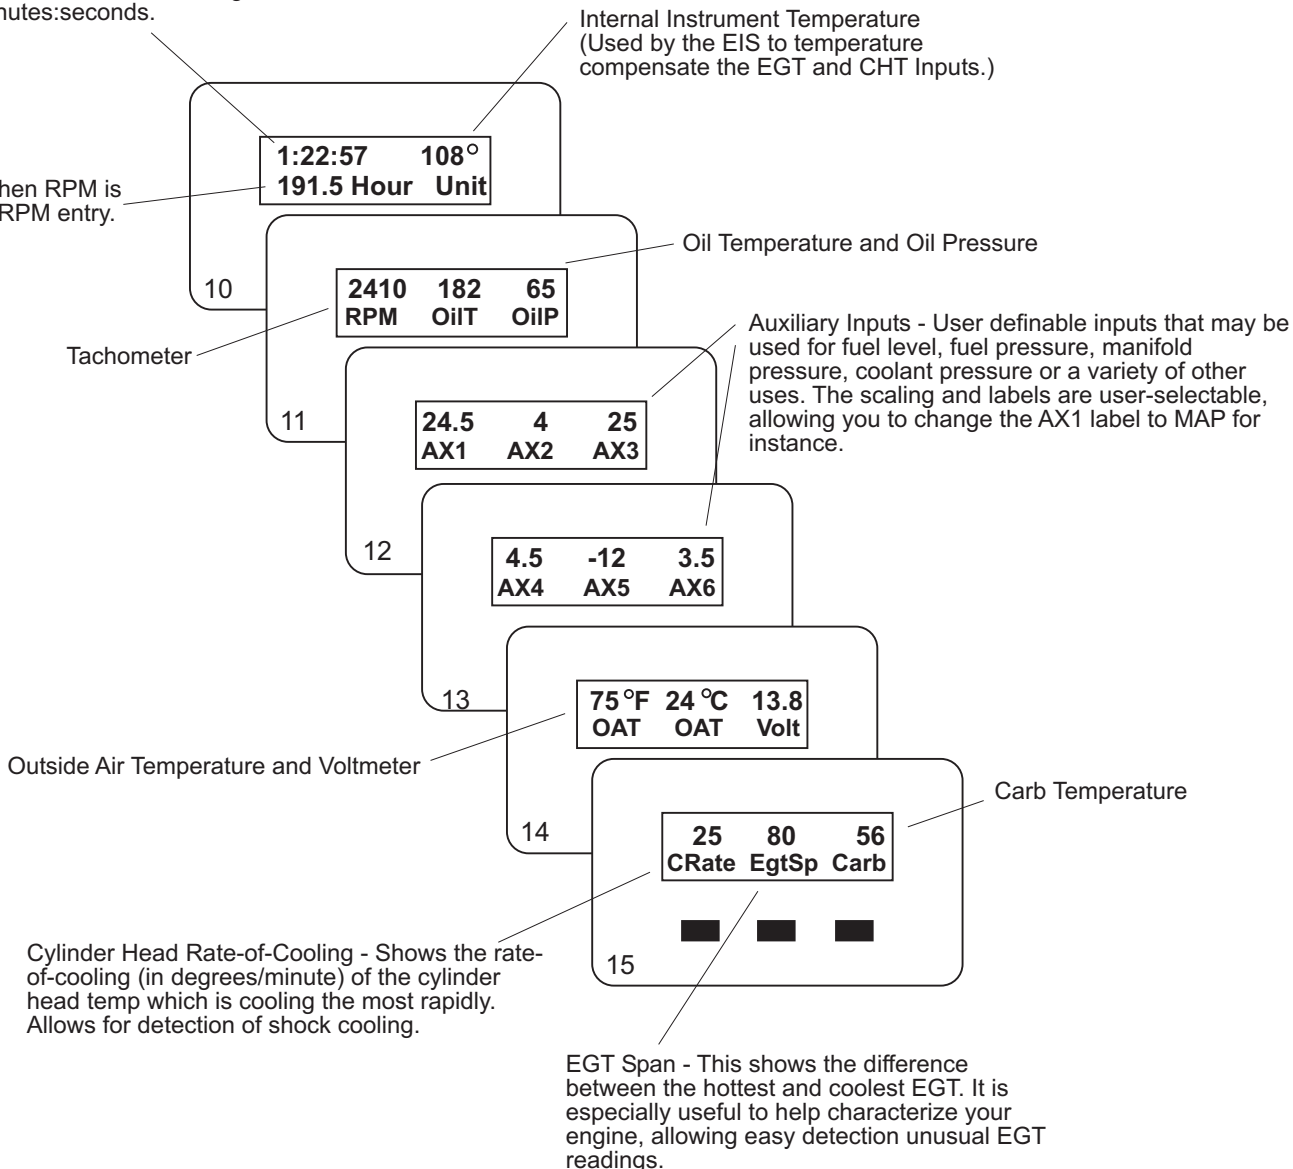 nutes:seconds.
Internal Instrument Temperature
(Used by the EIS to temperature
compensate the EGT and CHT Inputs.)
1:22:57 108°
191.5 Hour Unit
hen RPM is
RPM entry.
10
Oil Temperature and Oil Pressure
2410 182 65
RPM OilT OilP
Tachometer
11
Auxiliary Inputs - User definable inputs that may be
used for fuel level, fuel pressure, manifold
pressure, coolant pressure or a variety of other
uses. The scaling and labels are user-selectable,
allowing you to change the AX1 label to MAP for
instance.
24.5 4 25
AX1 AX2 AX3
12
4.5 -12 3.5
AX4 AX5 AX6
13
75°F 24°C 13.8
OAT OAT Volt
Outside Air Temperature and Voltmeter
14
Carb Temperature
25 80 56
CRate EgtSp Carb
15
Cylinder Head Rate-of-Cooling - Shows the rate-
of-cooling (in degrees/minute) of the cylinder
head temp which is cooling the most rapidly.
Allows for detection of shock cooling.
EGT Span - This shows the difference
between the hottest and coolest EGT. It is
especially useful to help characterize your
engine, allowing easy detection unusual EGT
readings.